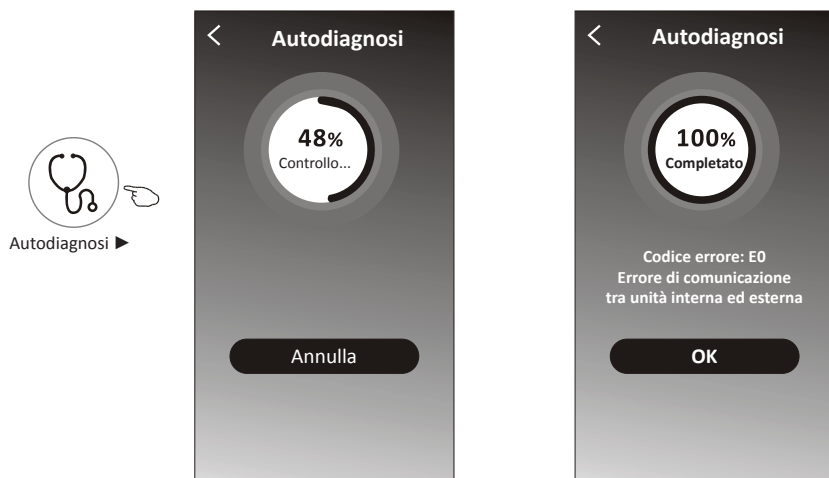 Autodiagnosi ►
Autodiagnosi
48%
Controllo...
Annulla
Autodiagnosi
100%
Completato
Codice errore: E0
Errore di comunicazione
tra unità interna ed esterna
OK